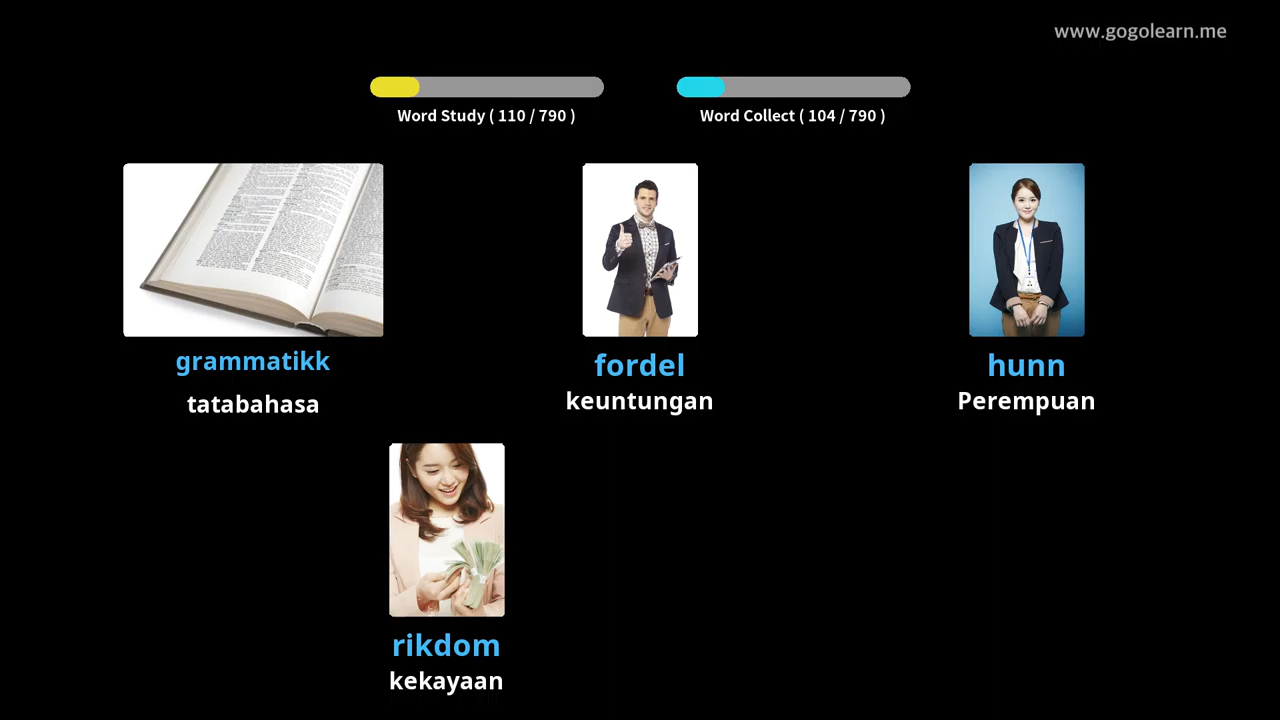 www.gogolearn.me
Word Study ( 110 / 790 )
Word Collect ( 104 / 790 )
grammatikk
tatabahasa
fordel
keuntungan
hunn
Perempuan
rikdom
kekayaan